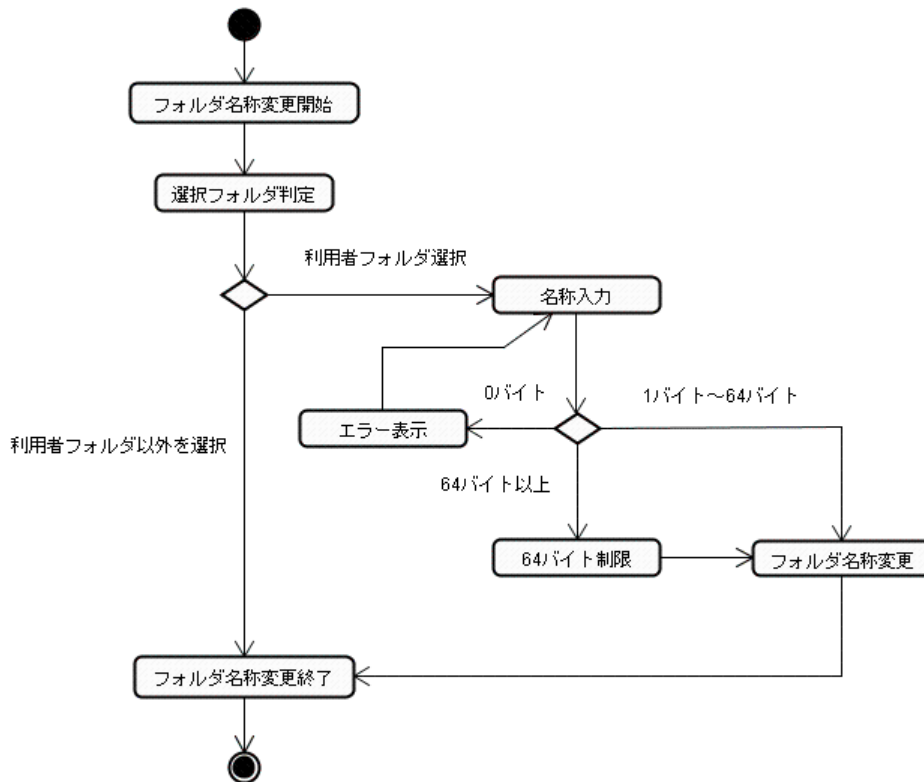 フォルダ名称変更開始
選択フォルダ判定
利用者フォルダ選択
名称入力
0バイト
1バイト～64バイト
エラー表示
利用者フォルダ以外を選択
64バイト以上
64バイト制限
フォルダ名称変更
フォルダ名称変更終了